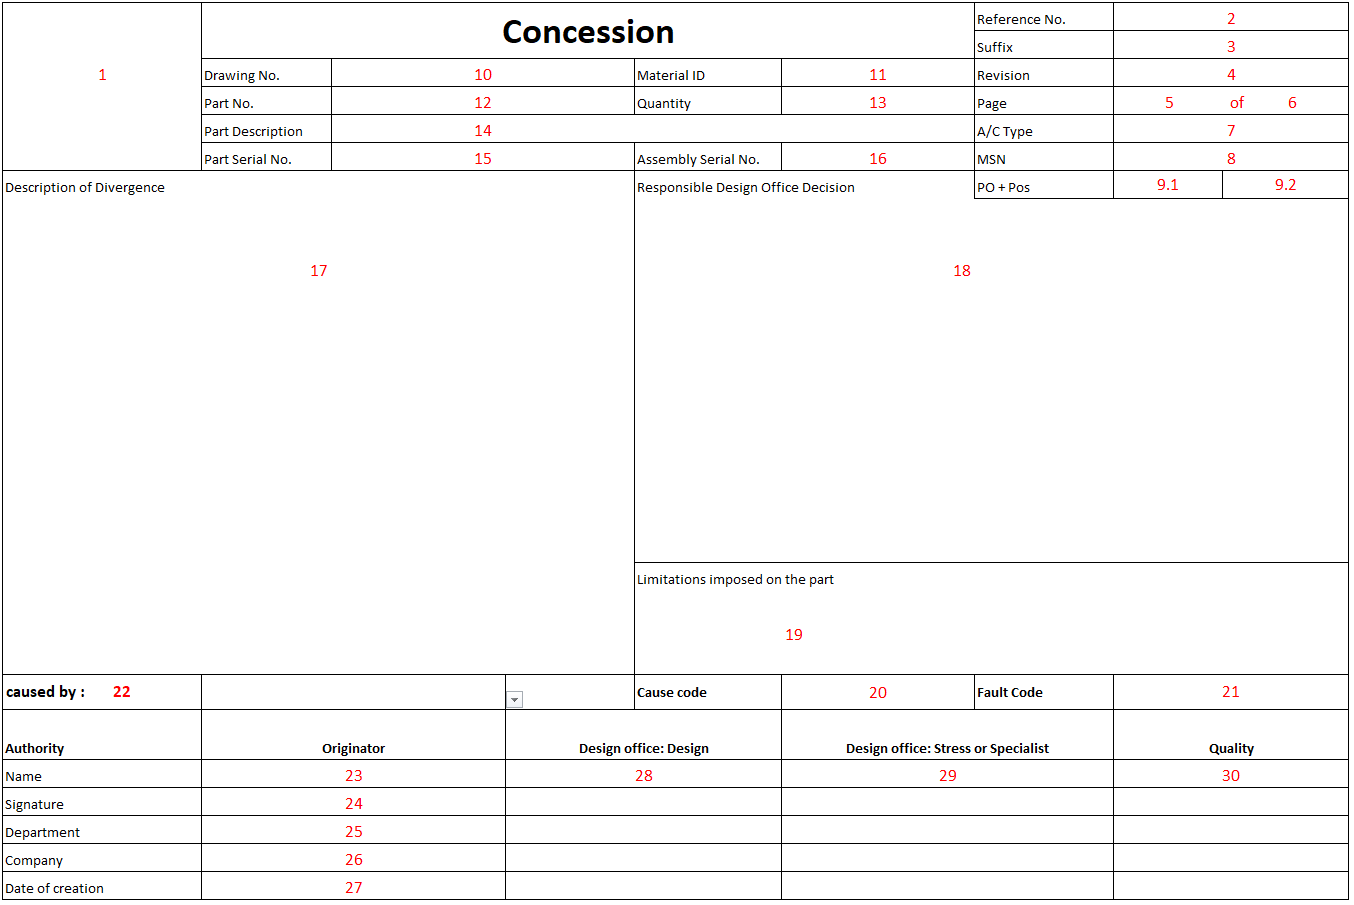 Concession
Reference No. 2
Suffix 3
1
Drawing No. 10 Material ID 11 Revision 4
Part No. 12 Quantity 13 Page 5 of 6
Part Description 14 A/C Type 7
Part Serial No. 15 Assembly Serial No. 16 MSN 8
Description of Divergence Responsible Design Office Decision PO + Pos 9.1 9.2
17 18
Limitations imposed on the part
19
caused by : 22 Cause code 20 Fault Code 21
Authority Originator Design office: Design Design office: Stress or Specialist Quality
Name 23 28 29 30
Signature 24
Department 25
Company 26
Date of creation 27